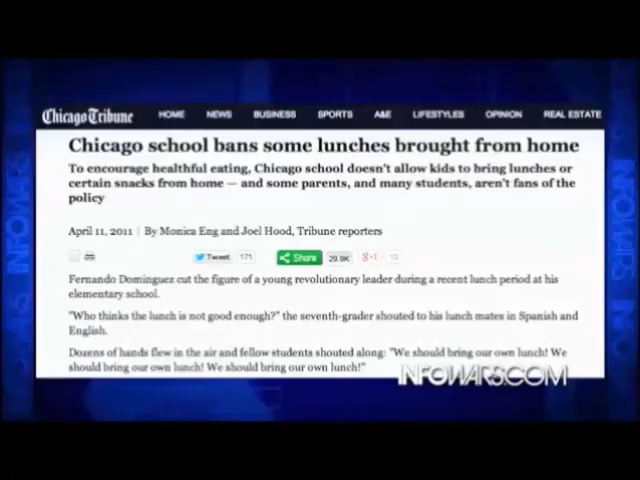 Chicago Tribune HOME NEWS BUSINESS SPORTS A&E LIFESTYLES OPINION REAL ESTATE
Chicago school bans some lunches brought from home
To encourage healthful eating, Chicago school doesn't allow kids to bring lunches or
certain snacks from home — and some parents, and many students, aren't fans of the
policy
April 11, 2011 | By Monica Eng and Joel Hood, Tribune reporters
Tweet 171 Share 29.9K g+1 13
Fernando Dominguez cut the figure of a young revolutionary leader during a recent lunch period at his
elementary school.
"Who thinks the lunch is not good enough?" the seventh-grader shouted to his lunch mates in Spanish and
English.
Dozens of hands flew in the air and fellow students shouted along: "We should bring our own lunch! We
should bring our own lunch! We should bring our own lunch!"
INFOWARS.COM
INFOWARS